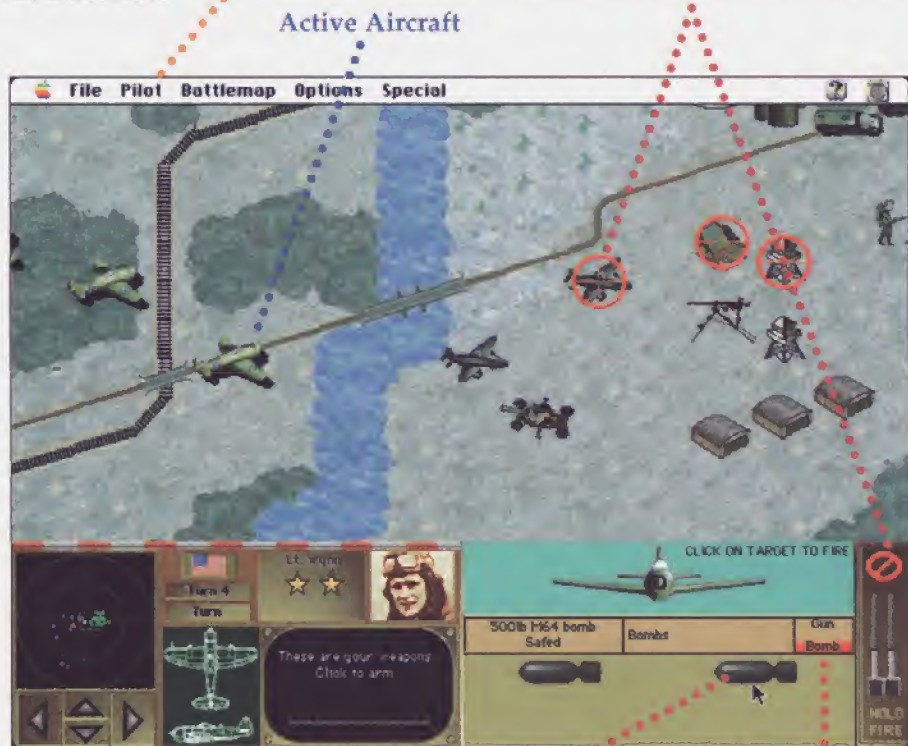 Active Aircraft
File Pilot Battlemap Options Special
CLICK ON TARGET TO FIRE
Lt. Wynn
Turn 4
Turn
500lb M64 bomb
Safed
Bombs
Gun
Bomb
These are your weapons
Click to arm
HOLD
FIRE